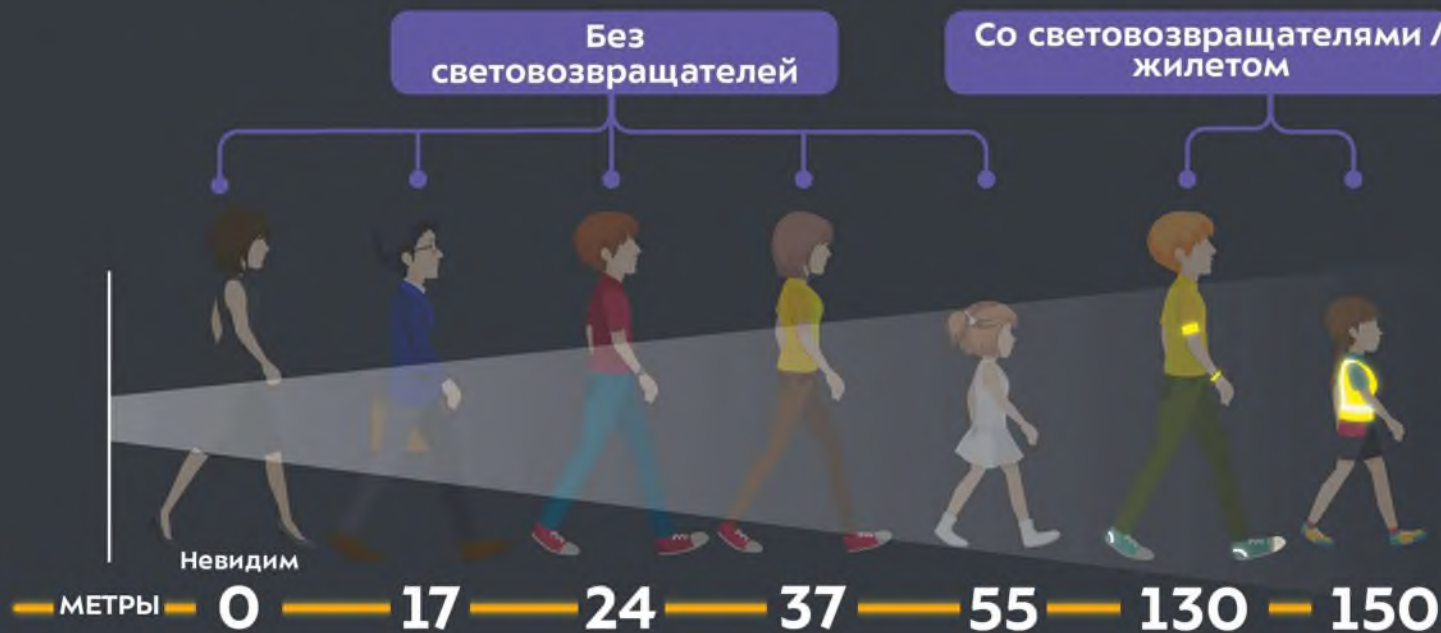 Без
световозвращателей
Со световозвращателями /
жилетом
Невидим
МЕТРЫ 0 17 24 37 55 130 150